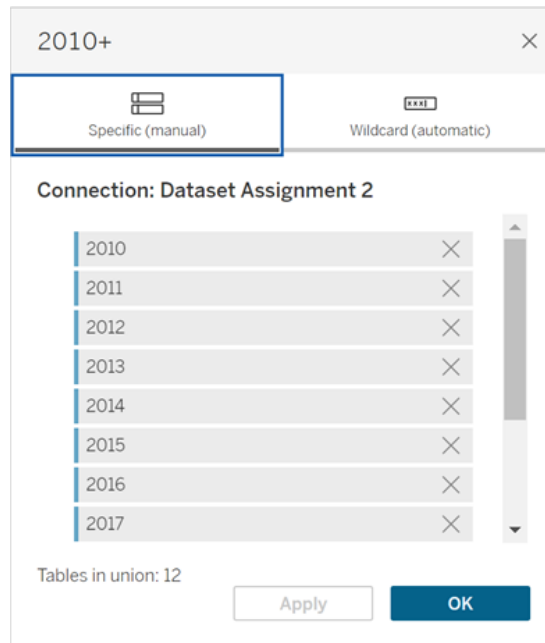 2010+
Specific (manual)
Wildcard (automatic)
Connection: Dataset Assignment 2
2010
2011
2012
2013
2014
2015
2016
2017
Tables in union: 12
Apply
OK